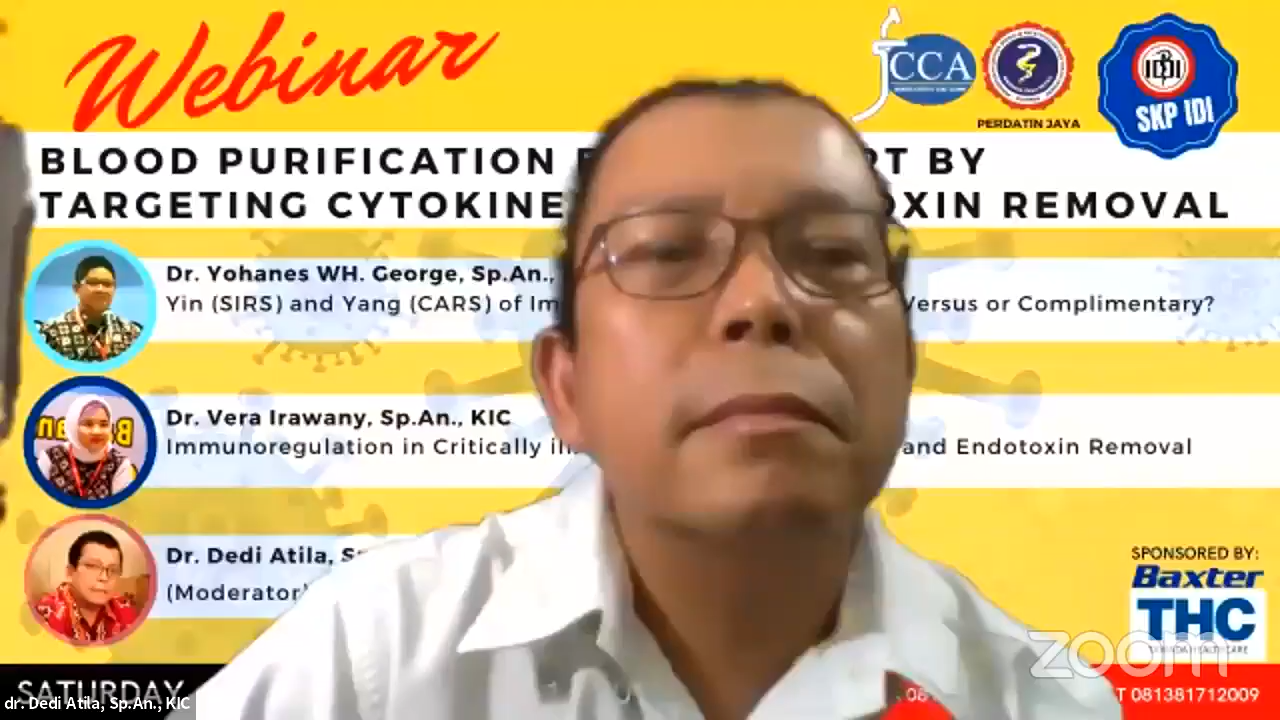 Webinar
JCCA
PERDATIN JAYA
IDI
SKP IDI
BLOOD PURIFICATION BY
TARGETING CYTOKINE REMOVAL
Dr. Yohanes WH. George, Sp.An.,
Yin (SIRS) and Yang (CARS) of Versus or Complimentary?
Dr. Vera Irawany, Sp.An., KIC
Immunoregulation in Critically and Endotoxin Removal
Dr. Dedi Atila,
(Moderator)
SPONSORED BY:
Baxter
THC
zoom
SATURDAY
dr. Dedi Atila, Sp.An., KIC
081381712009